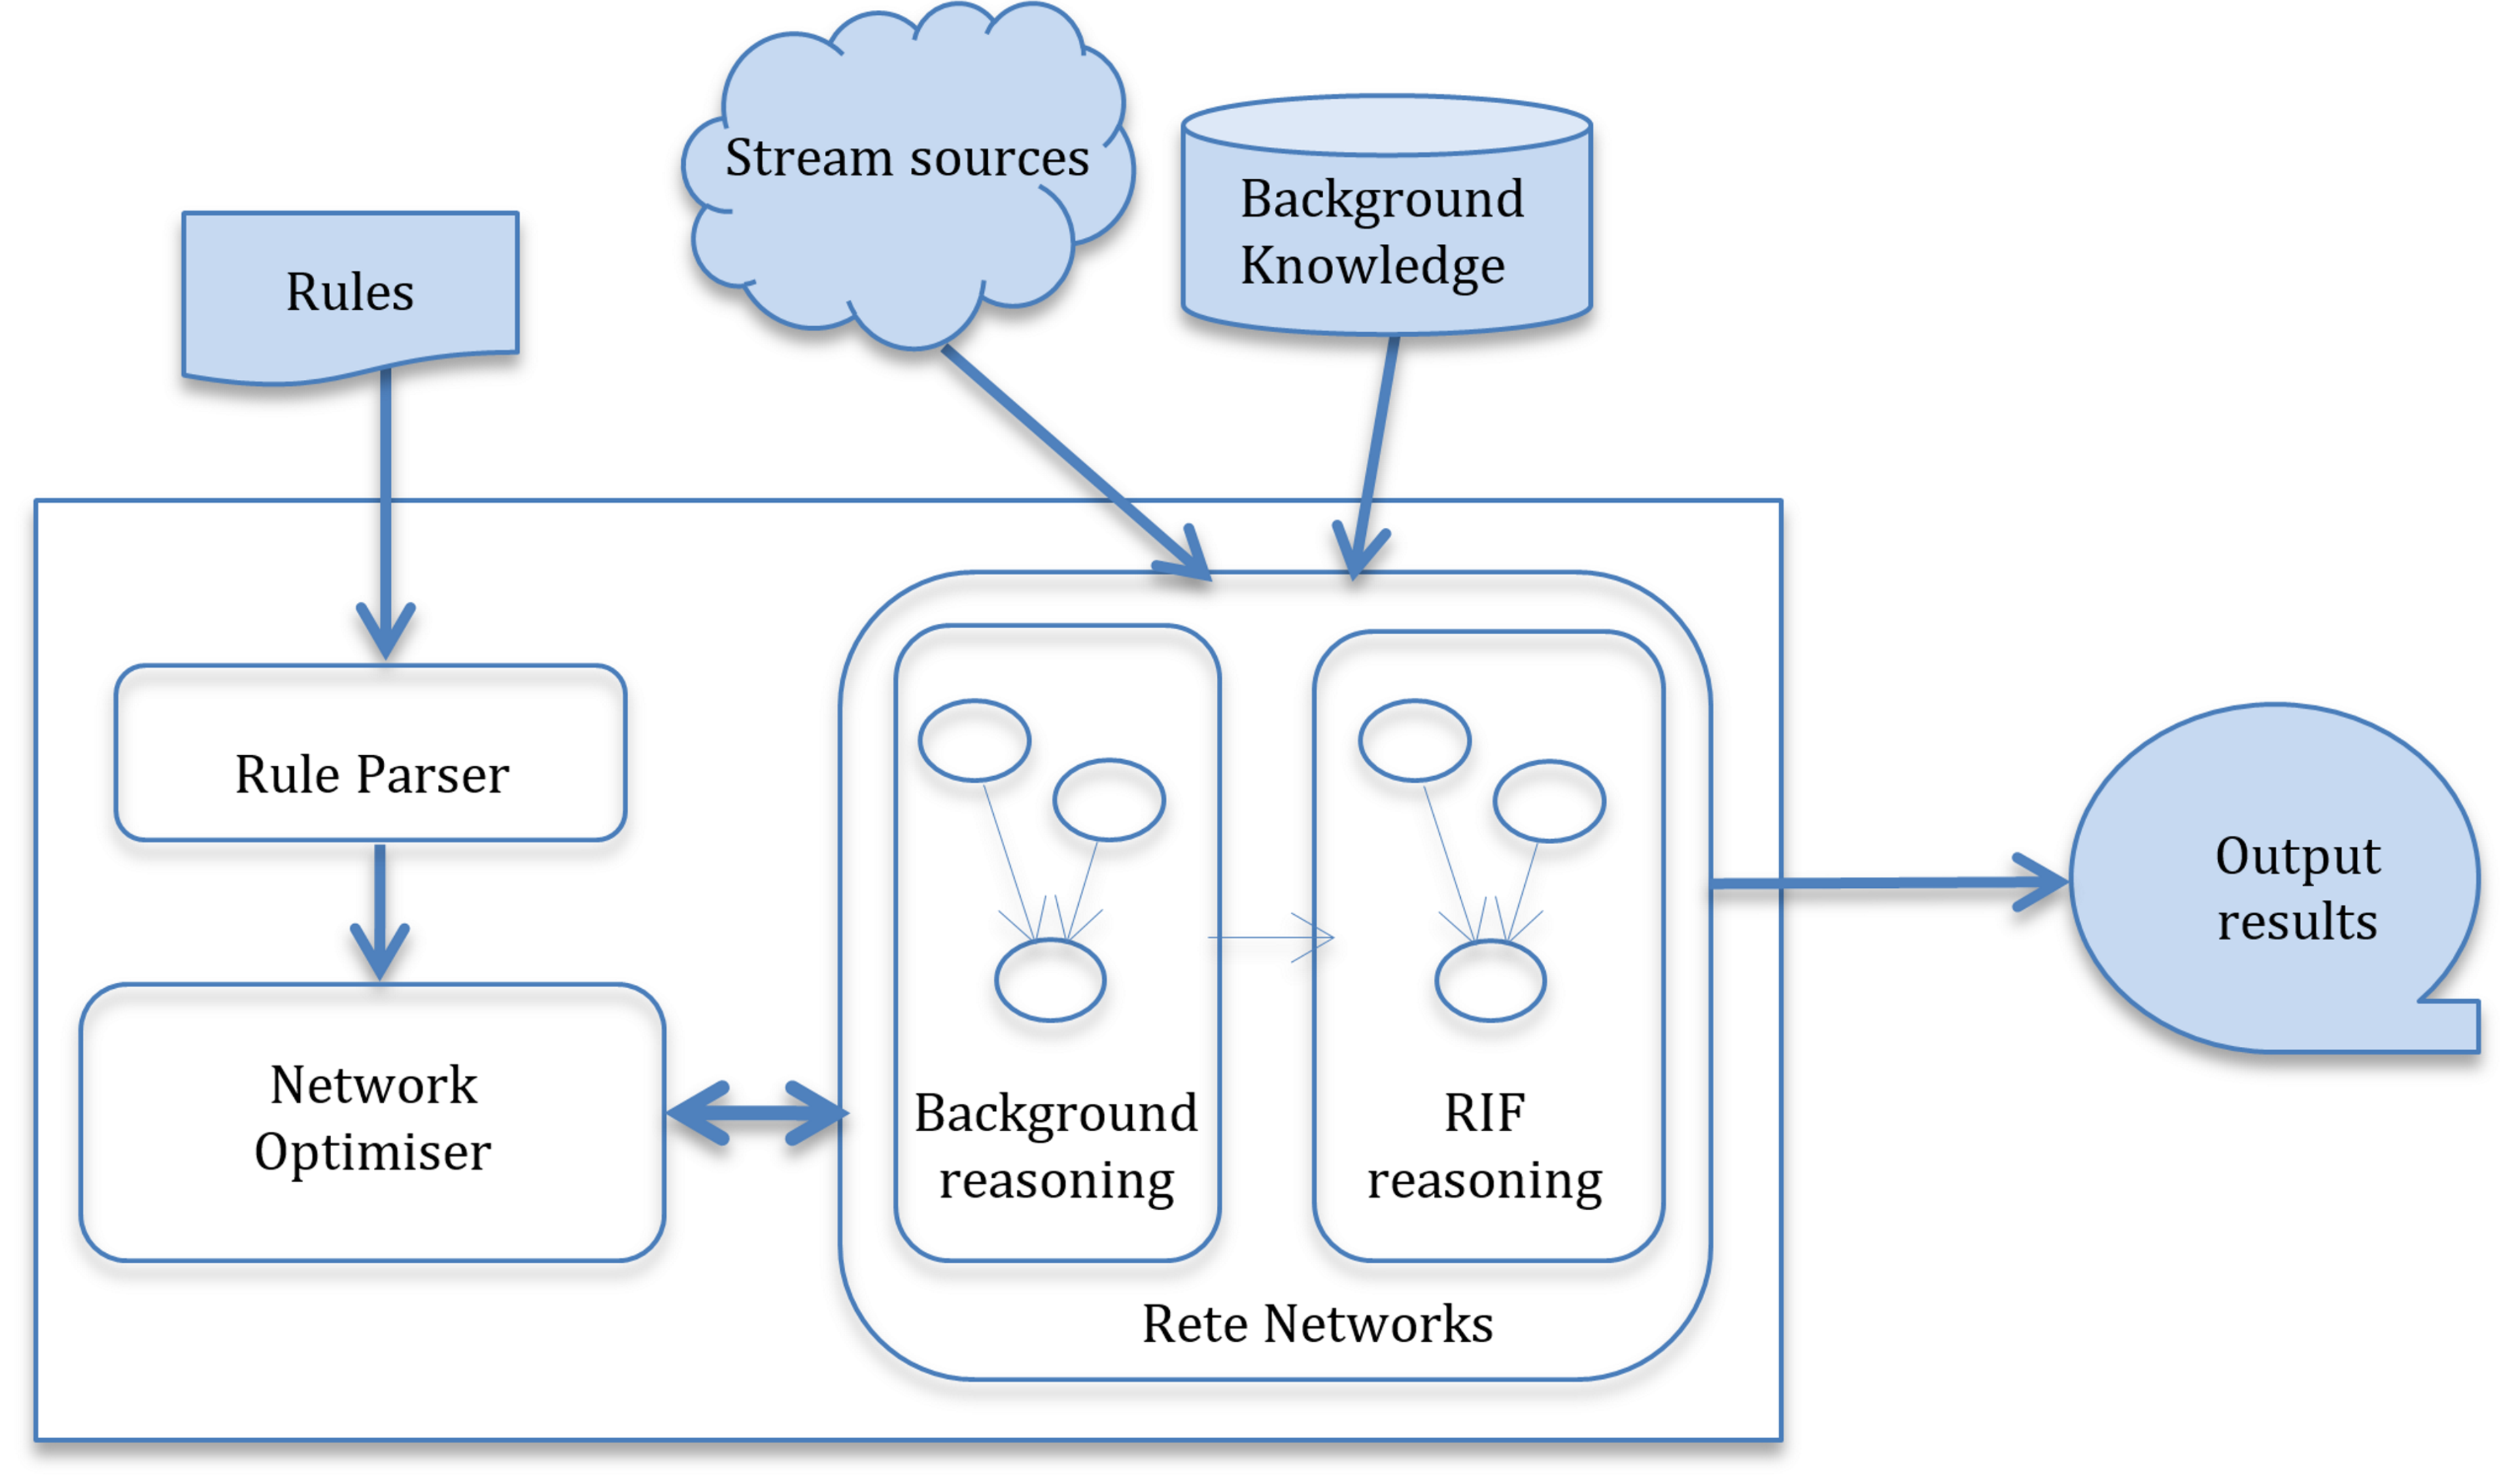 Stream sources
Background
Knowledge
Rules
Rule Parser
Network
Optimiser
Background
reasoning
RIF
reasoning
Rete Networks
Output
results